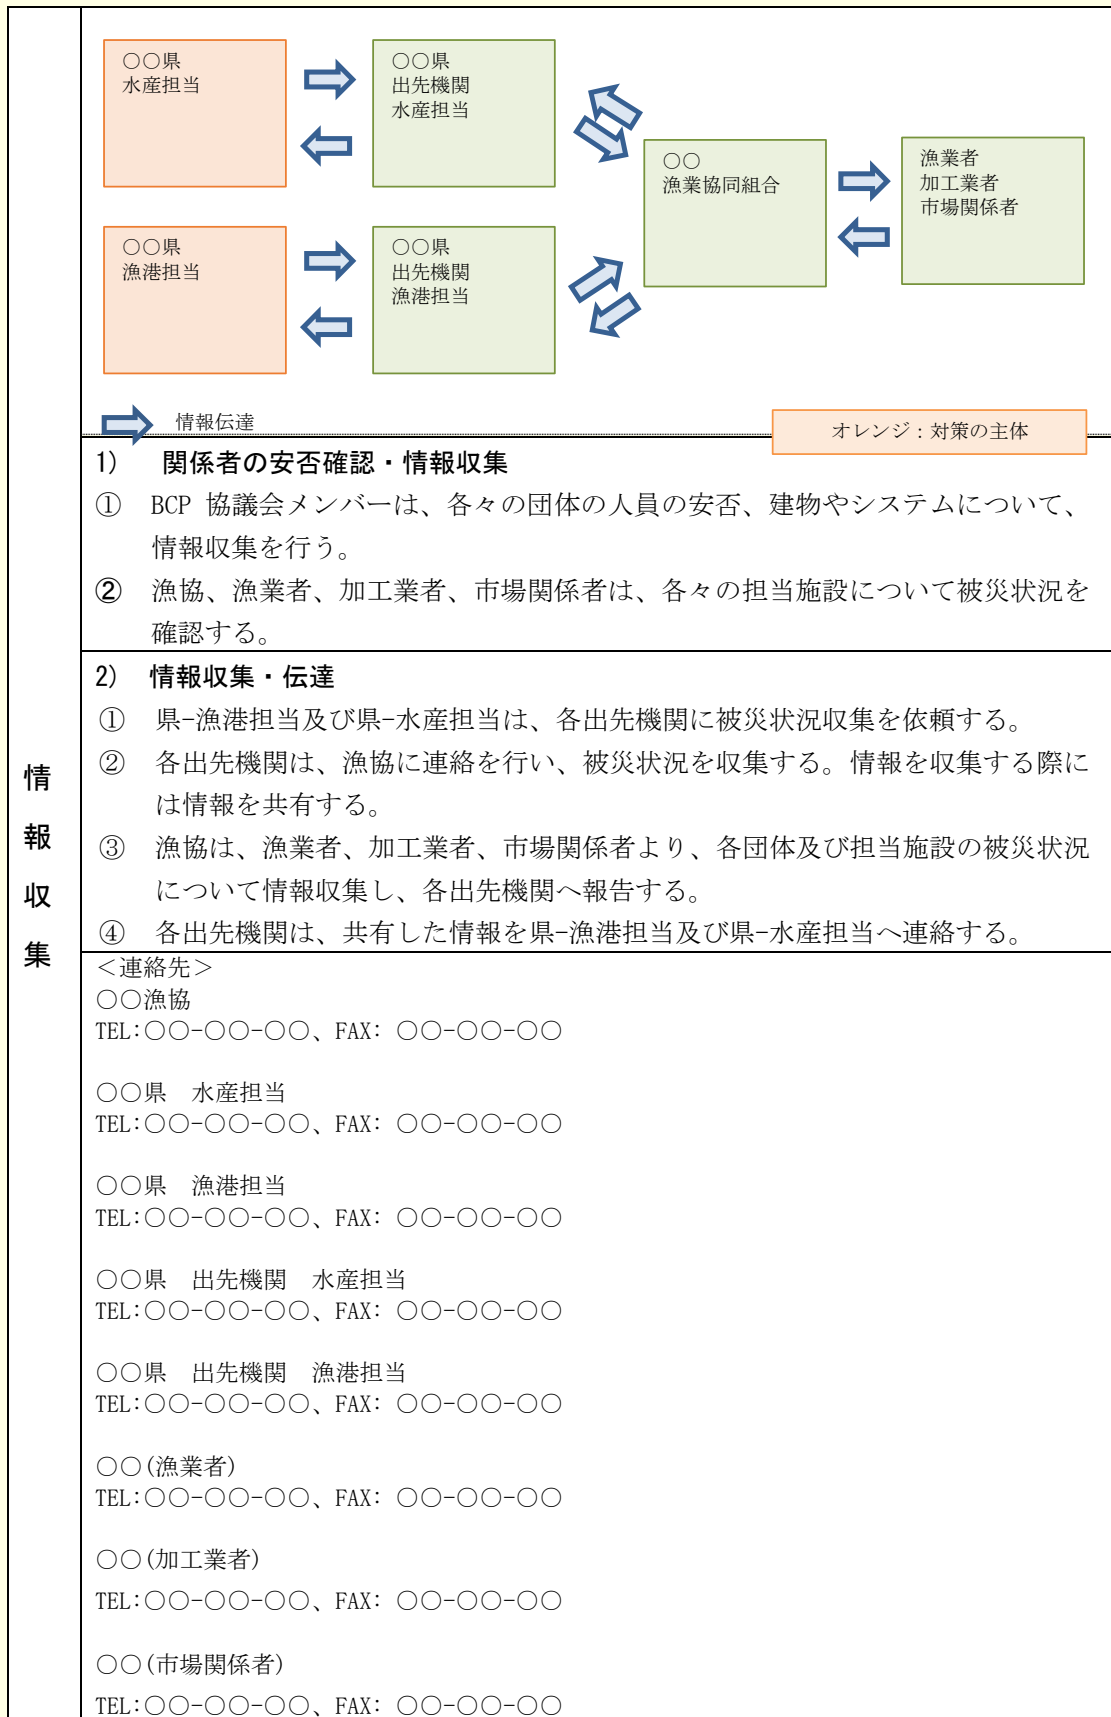 情報収集
〇〇県
水産担当
〇〇県
出先機関
水産担当
〇〇
漁業協同組合
漁業者
加工業者
市場関係者
〇〇県
漁港担当
〇〇県
出先機関
漁港担当
情報伝達
オレンジ：対策の主体
1)　関係者の安否確認・情報収集
①　BCP 協議会メンバーは、各々の団体の人員の安否、建物やシステムについて、
情報収集を行う。
②　漁協、漁業者、加工業者、市場関係者は、各々の担当施設について被災状況を
確認する。
2)　情報収集・伝達
①　県-漁港担当及び県-水産担当は、各出先機関に被災状況収集を依頼する。
②　各出先機関は、漁協に連絡を行い、被災状況を収集する。情報を収集する際に
は情報を共有する。
③　漁協は、漁業者、加工業者、市場関係者より、各団体及び担当施設の被災状況
について情報収集し、各出先機関へ報告する。
④　各出先機関は、共有した情報を県-漁港担当及び県-水産担当へ連絡する。
＜連絡先＞
〇〇漁協
TEL:〇〇-〇〇-〇〇、FAX: 〇〇-〇〇-〇〇
〇〇県　水産担当
TEL:〇〇-〇〇-〇〇、FAX: 〇〇-〇〇-〇〇
〇〇県　漁港担当
TEL:〇〇-〇〇-〇〇、FAX: 〇〇-〇〇-〇〇
〇〇県　出先機関　水産担当
TEL:〇〇-〇〇-〇〇、FAX: 〇〇-〇〇-〇〇
〇〇県　出先機関　漁港担当
TEL:〇〇-〇〇-〇〇、FAX: 〇〇-〇〇-〇〇
〇〇(漁業者)
TEL:〇〇-〇〇-〇〇、FAX: 〇〇-〇〇-〇〇
〇〇(加工業者)
TEL:〇〇-〇〇-〇〇、FAX: 〇〇-〇〇-〇〇
〇〇(市場関係者)
TEL:〇〇-〇〇-〇〇、FAX: 〇〇-〇〇-〇〇